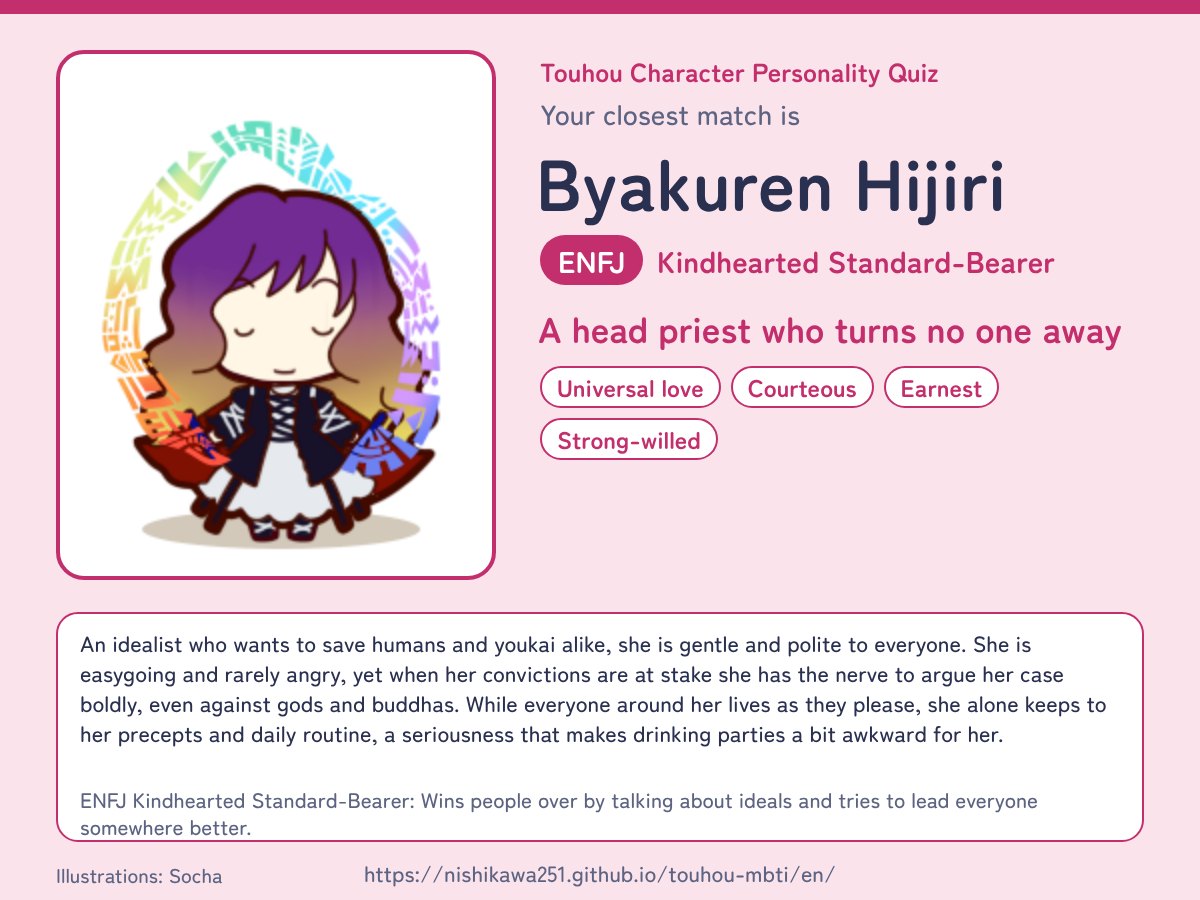 Touhou Character Personality Quiz
Your closest match is
Byakuren Hijiri
ENFJ Kindhearted Standard-Bearer
A head priest who turns no one away
Universal love Courteous Earnest
Strong-willed
An idealist who wants to save humans and youkai alike, she is gentle and polite to everyone. She is
easygoing and rarely angry, yet when her convictions are at stake she has the nerve to argue her case
boldly, even against gods and buddhas. While everyone around her lives as they please, she alone keeps to
her precepts and daily routine, a seriousness that makes drinking parties a bit awkward for her.
ENFJ Kindhearted Standard-Bearer: Wins people over by talking about ideals and tries to lead everyone
somewhere better.
Illustrations: Socha
https://nishikawa251.github.io/touhou-mbti/en/